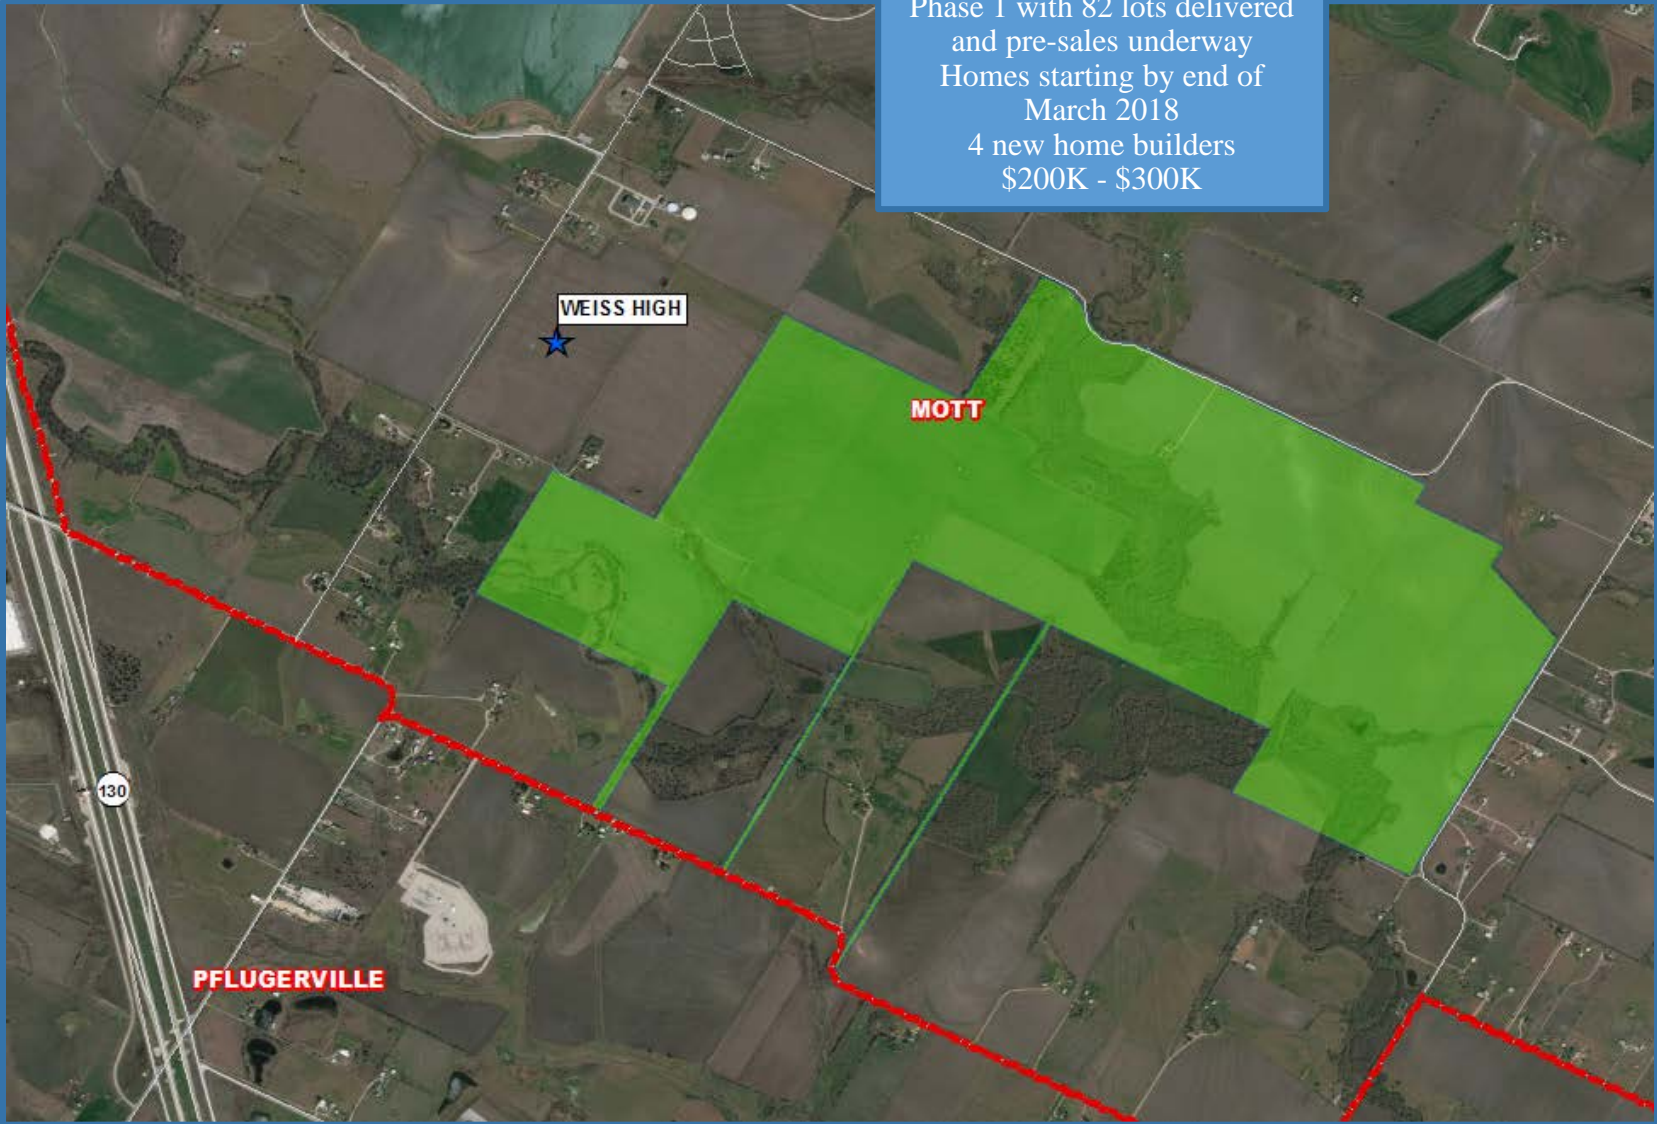 Phase 1 with 82 lots delivered
and pre-sales underway
Homes starting by end of
March 2018
4 new home builders
$200K - $300K
WEISS HIGH
MOTT
130
PFLUGERVILLE